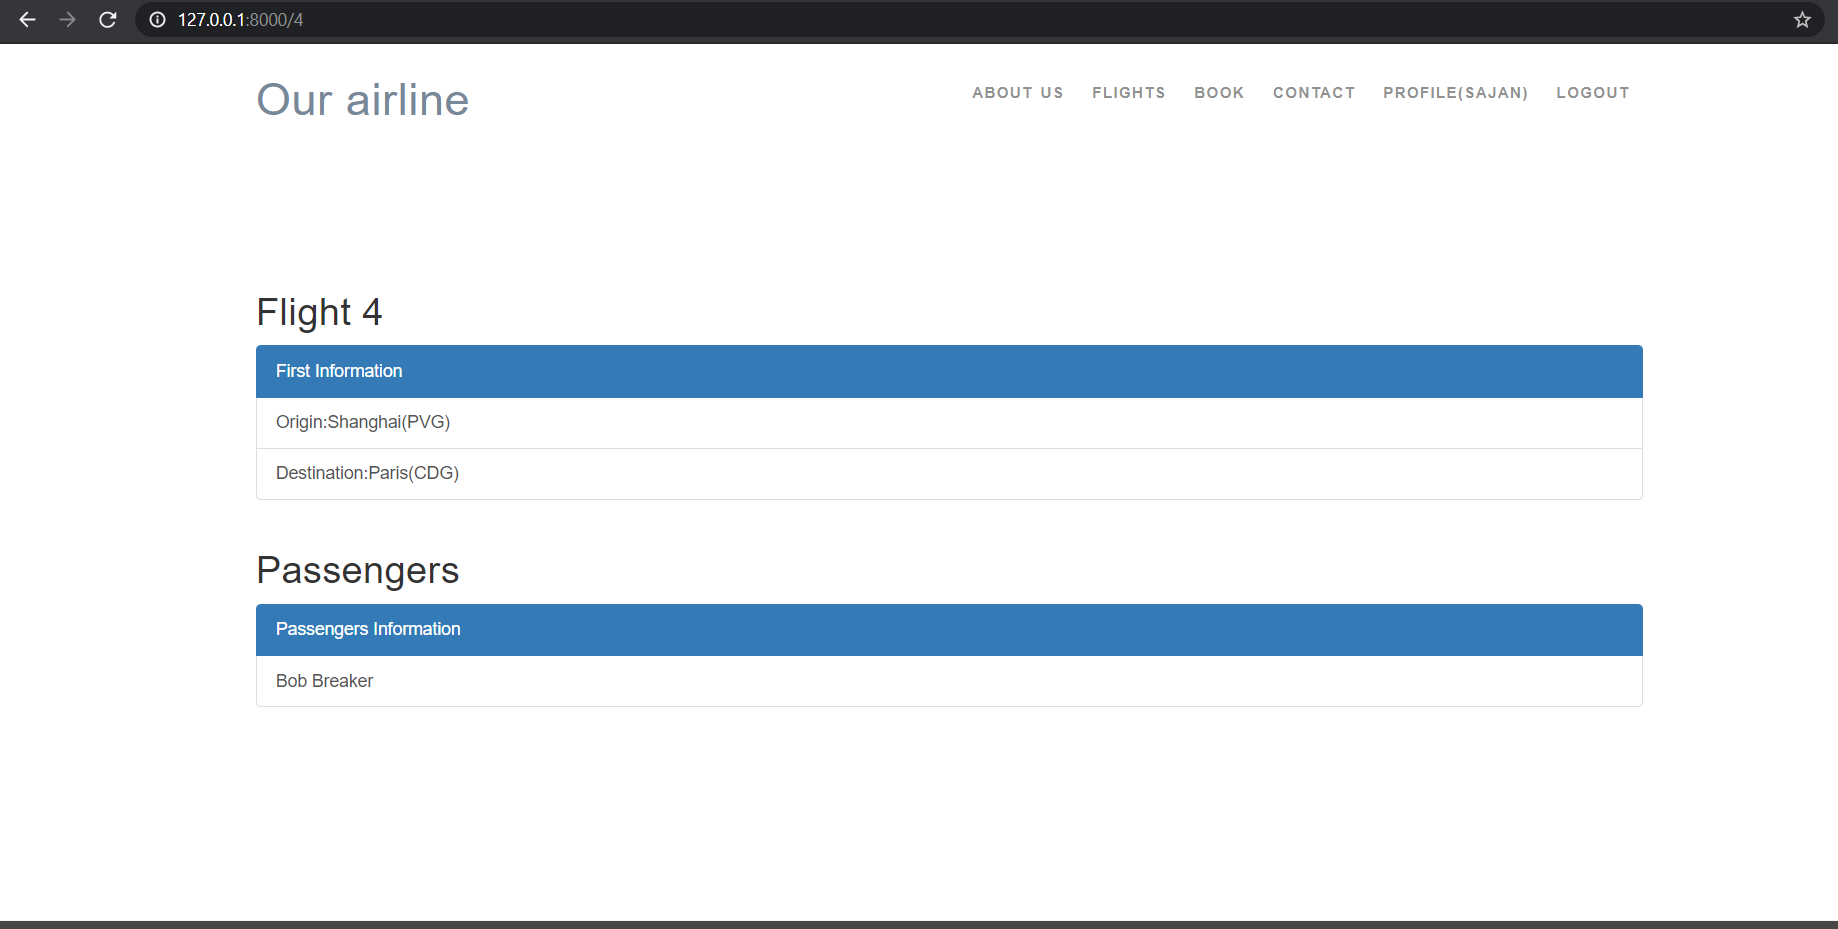 127.0.0.1:8000/4
Our airline
ABOUT US FLIGHTS BOOK CONTACT PROFILE(SAJAN) LOGOUT
Flight 4
First Information
Origin:Shanghai(PVG)
Destination:Paris(CDG)
Passengers
Passengers Information
Bob Breaker